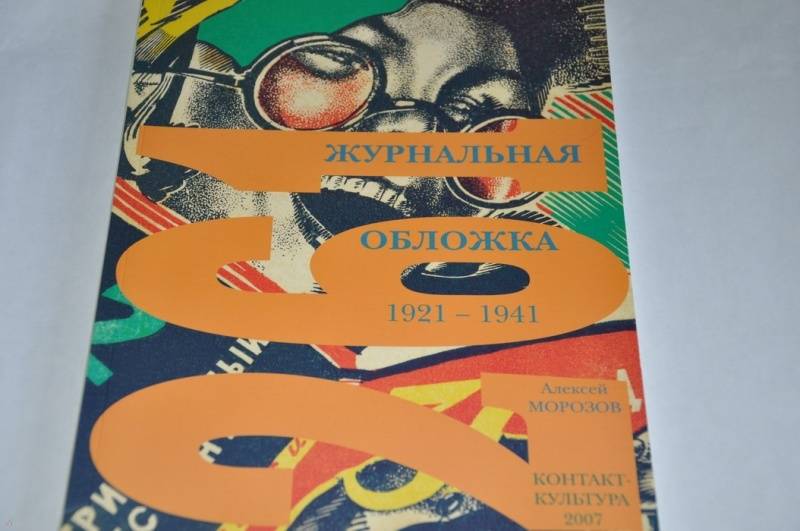 ЖУРНАЛЬНАЯ
ОБЛОЖКА
1921 – 1941
Алексей
МОРОЗОВ
КОНТАКТ-
КУЛЬТУРА
2007